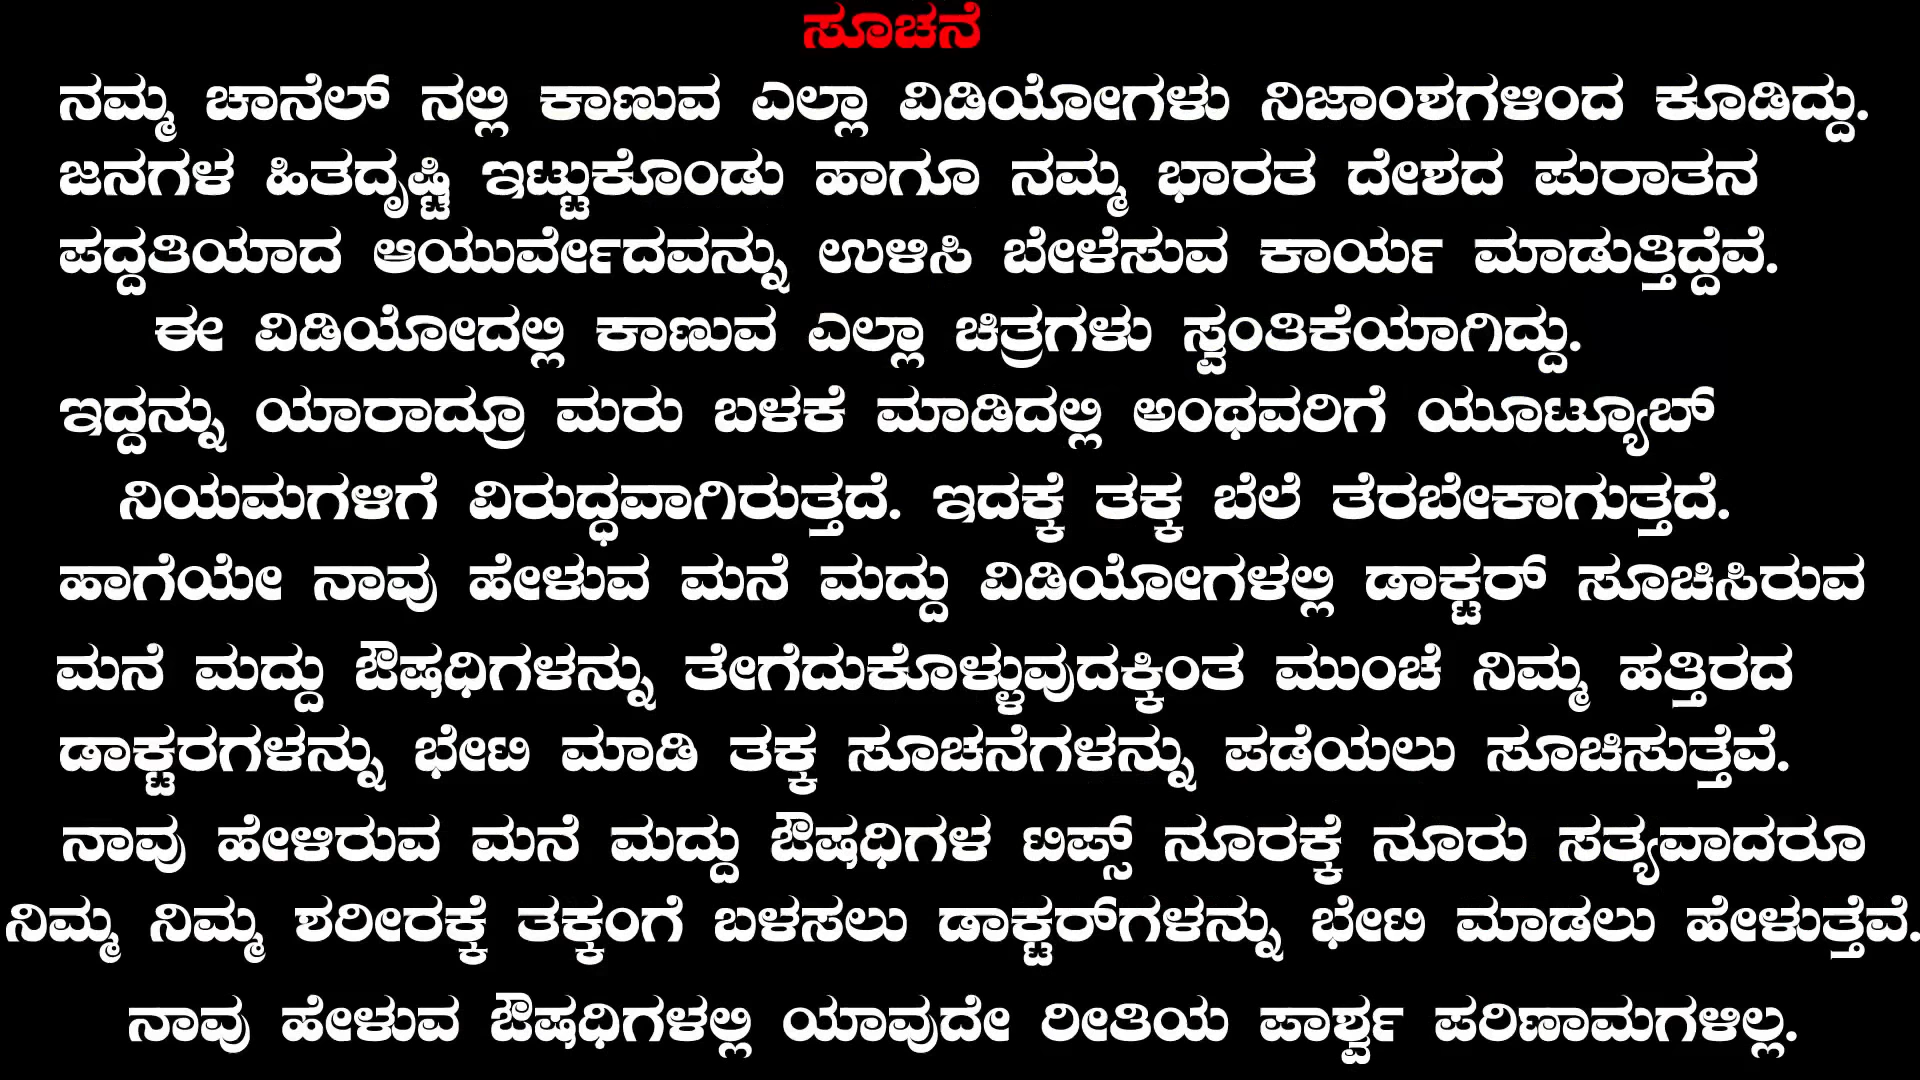 ಸೂಚನೆ
ನಮ್ಮ ಚಾನೆಲ್ ನಲ್ಲಿ ಕಾಣುವ ಎಲ್ಲಾ ವಿಡಿಯೋಗಳು ನಿಜಾಂಶಗಳಿಂದ ಕೂಡಿದ್ದು.
ಜನಗಳ ಹಿತದೃಷ್ಟಿ ಇಟ್ಟುಕೊಂಡು ಹಾಗೂ ನಮ್ಮ ಭಾರತ ದೇಶದ ಪುರಾತನ
ಪದ್ದತಿಯಾದ ಆಯುರ್ವೇದವನ್ನು ಉಳಿಸಿ ಬೇಳೆಸುವ ಕಾರ್ಯ ಮಾಡುತ್ತಿದ್ದೆವೆ.
ಈ ವಿಡಿಯೋದಲ್ಲಿ ಕಾಣುವ ಎಲ್ಲಾ ಚಿತ್ರಗಳು ಸ್ವಂತಿಕೆಯಾಗಿದ್ದು.
ಇದ್ದನ್ನು ಯಾರಾದ್ರೂ ಮರು ಬಳಕೆ ಮಾಡಿದಲ್ಲಿ ಅಂಥವರಿಗೆ ಯೂಟ್ಯೂಬ್
ನಿಯಮಗಳಿಗೆ ವಿರುದ್ಧವಾಗಿರುತ್ತದೆ. ಇದಕ್ಕೆ ತಕ್ಕ ಬೆಲೆ ತೆರಬೇಕಾಗುತ್ತದೆ.
ಹಾಗೆಯೇ ನಾವು ಹೇಳುವ ಮನೆ ಮದ್ದು ವಿಡಿಯೋಗಳಲ್ಲಿ ಡಾಕ್ಟರ್ ಸೂಚಿಸಿರುವ
ಮನೆ ಮದ್ದು ಔಷಧಿಗಳನ್ನು ತೇಗೆದುಕೊಳ್ಳುವುದಕ್ಕಿಂತ ಮುಂಚೆ ನಿಮ್ಮ ಹತ್ತಿರದ
ಡಾಕ್ಟರಗಳನ್ನು ಭೇಟಿ ಮಾಡಿ ತಕ್ಕ ಸೂಚನೆಗಳನ್ನು ಪಡೆಯಲು ಸೂಚಿಸುತ್ತೆವೆ.
ನಾವು ಹೇಳಿರುವ ಮನೆ ಮದ್ದು ಔಷಧಿಗಳ ಟಿಪ್ಸ್ ನೂರಕ್ಕೆ ನೂರು ಸತ್ಯವಾದರೂ
ನಿಮ್ಮ ನಿಮ್ಮ ಶರೀರಕ್ಕೆ ತಕ್ಕಂಗೆ ಬಳಸಲು ಡಾಕ್ಟರ್‌ಗಳನ್ನು ಭೇಟಿ ಮಾಡಲು ಹೇಳುತ್ತೆವೆ.
ನಾವು ಹೇಳುವ ಔಷಧಿಗಳಲ್ಲಿ ಯಾವುದೇ ರೀತಿಯ ಪಾರ್ಶ್ವ ಪರಿಣಾಮಗಳಿಲ್ಲ.